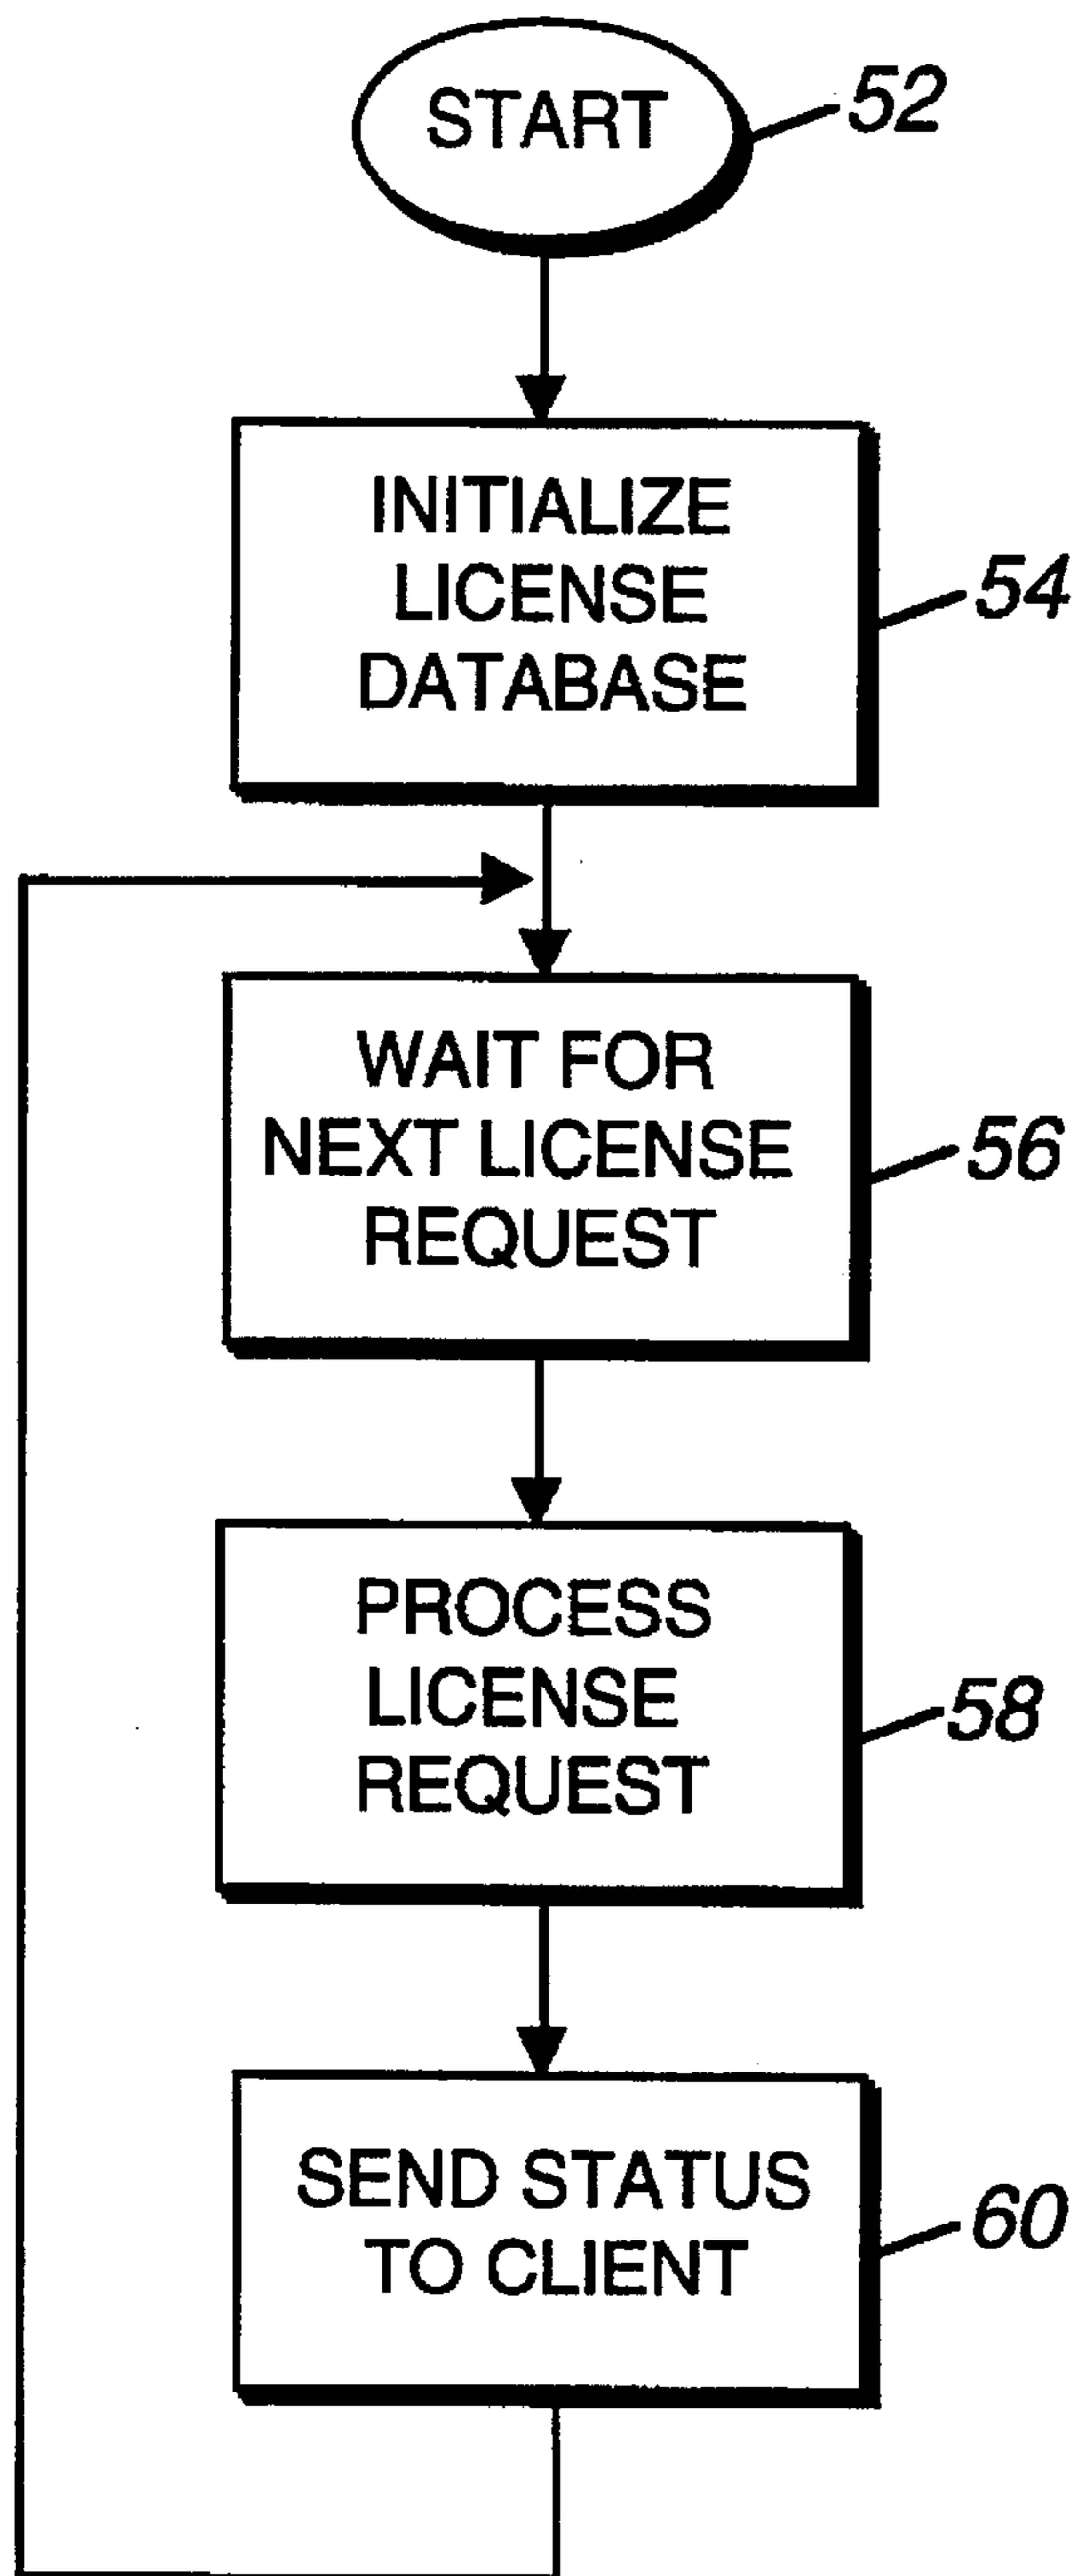 START
52
INITIALIZE
LICENSE
DATABASE
54
WAIT FOR
NEXT LICENSE
REQUEST
56
PROCESS
LICENSE
REQUEST
58
SEND STATUS
TO CLIENT
60